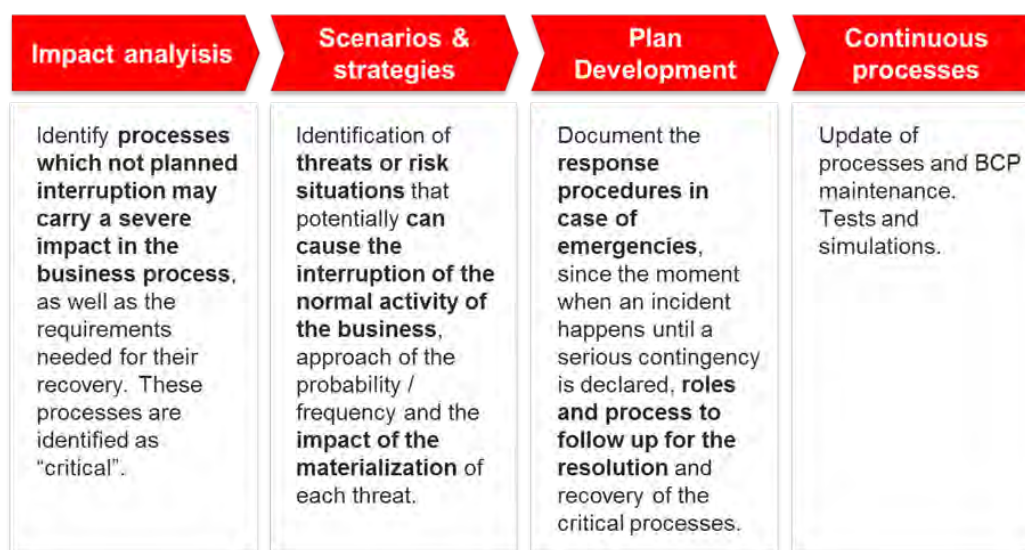 Impact analyisis
Identify processes
which not planned
interruption may
carry a severe
impact in the
business process,
as well as the
requirements
needed for their
recovery. These
processes are
identified as
“critical”.
Scenarios &
strategies
Identification of
threats or risk
situations that
potentially can
cause the
interruption of the
normal activity of
the business,
approach of the
probability /
frequency and the
impact of the
materialization of
each threat.
Plan
Development
Document the
response
procedures in
case of
emergencies,
since the moment
when an incident
happens until a
serious contingency
is declared, roles
and process to
follow up for the
resolution and
recovery of the
critical processes.
Continuous
processes
Update of
processes and BCP
maintenance.
Tests and
simulations.